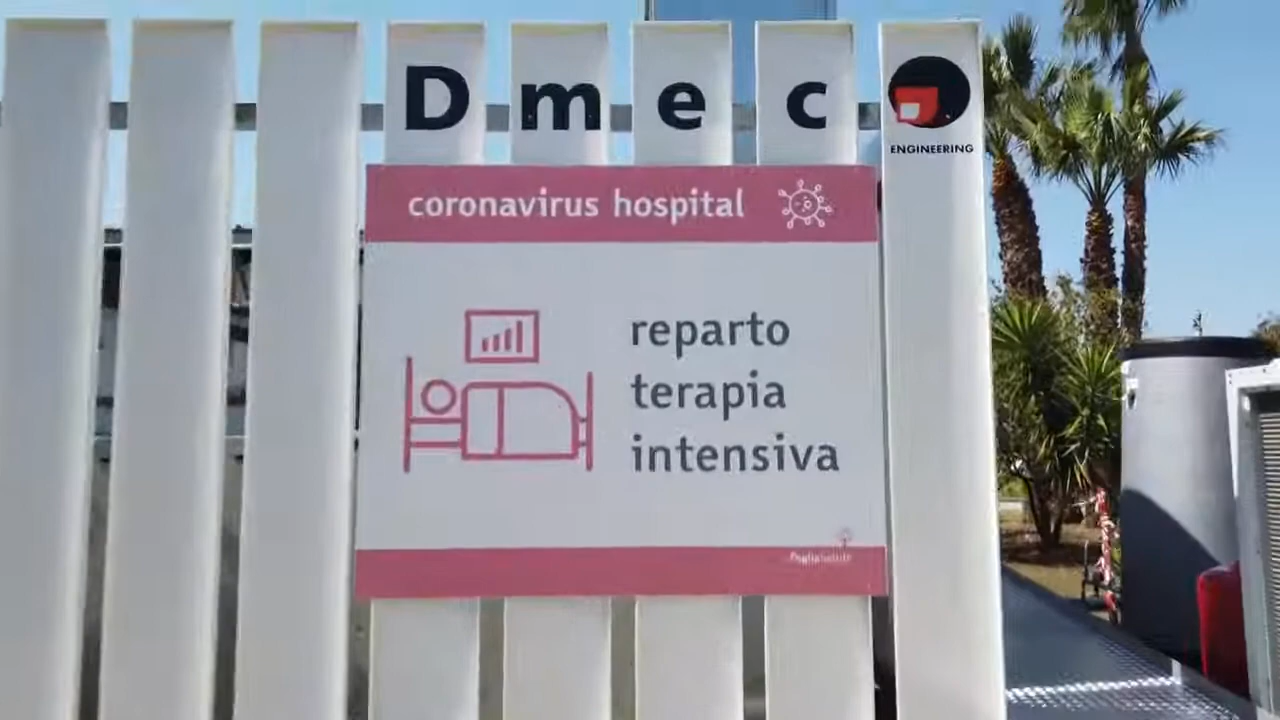 Dmec
ENGINEERING
coronavirus hospital
reparto
terapia
intensiva